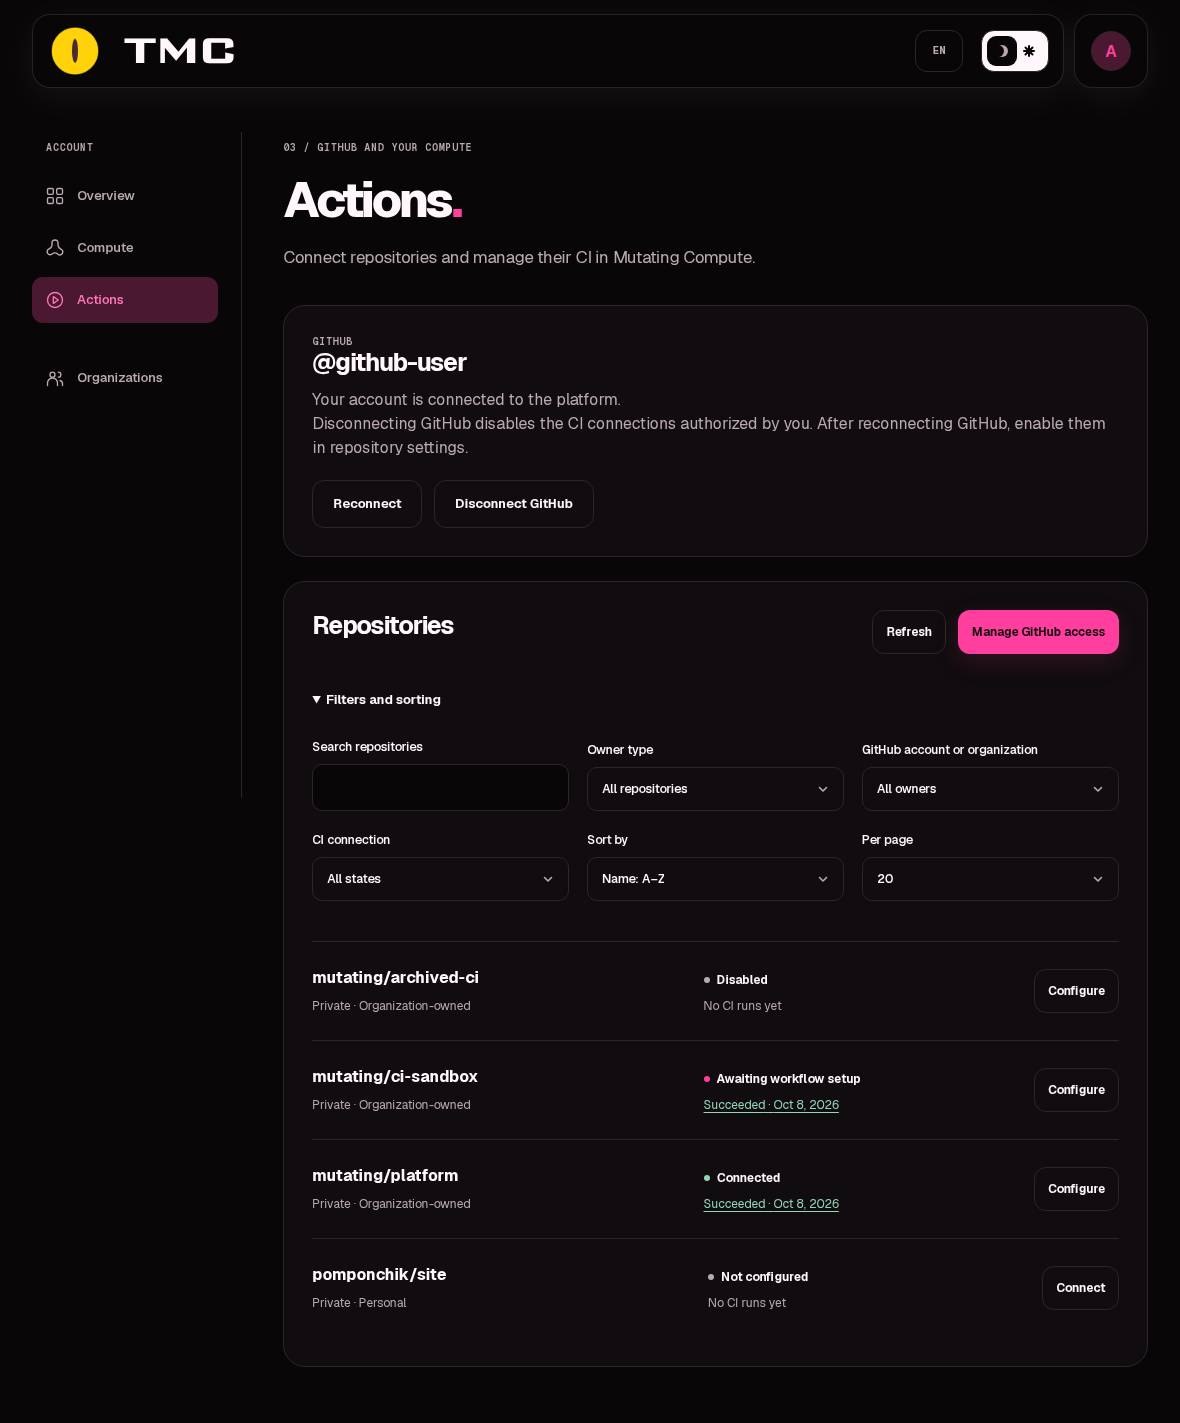 TMC
EN
A
ACCOUNT
Overview
Compute
Actions
Organizations
03 / GITHUB AND YOUR COMPUTE
Actions.
Connect repositories and manage their CI in Mutating Compute.
GITHUB
@github-user
Your account is connected to the platform.
Disconnecting GitHub disables the CI connections authorized by you. After reconnecting GitHub, enable them
in repository settings.
Reconnect
Disconnect GitHub
Repositories
Refresh
Manage GitHub access
Filters and sorting
Search repositories
Owner type
GitHub account or organization
All repositories
All owners
CI connection
Sort by
Per page
All states
Name: A–Z
20
mutating/archived-ci
Private · Organization-owned
Disabled
No CI runs yet
Configure
mutating/ci-sandbox
Private · Organization-owned
Awaiting workflow setup
Succeeded · Oct 8, 2026
Configure
mutating/platform
Private · Organization-owned
Connected
Succeeded · Oct 8, 2026
Configure
pomponchik/site
Private · Personal
Not configured
No CI runs yet
Connect